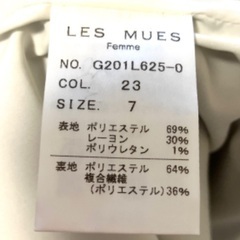 LES MUES
Femme
NO. G201L625-0
COL. 23
SIZE. 7
表地 ポリエステル 69%
レーヨン 30%
ポリウレタン 1%
裏地 ポリエステル 64%
複合繊維
(ポリエステル)36%